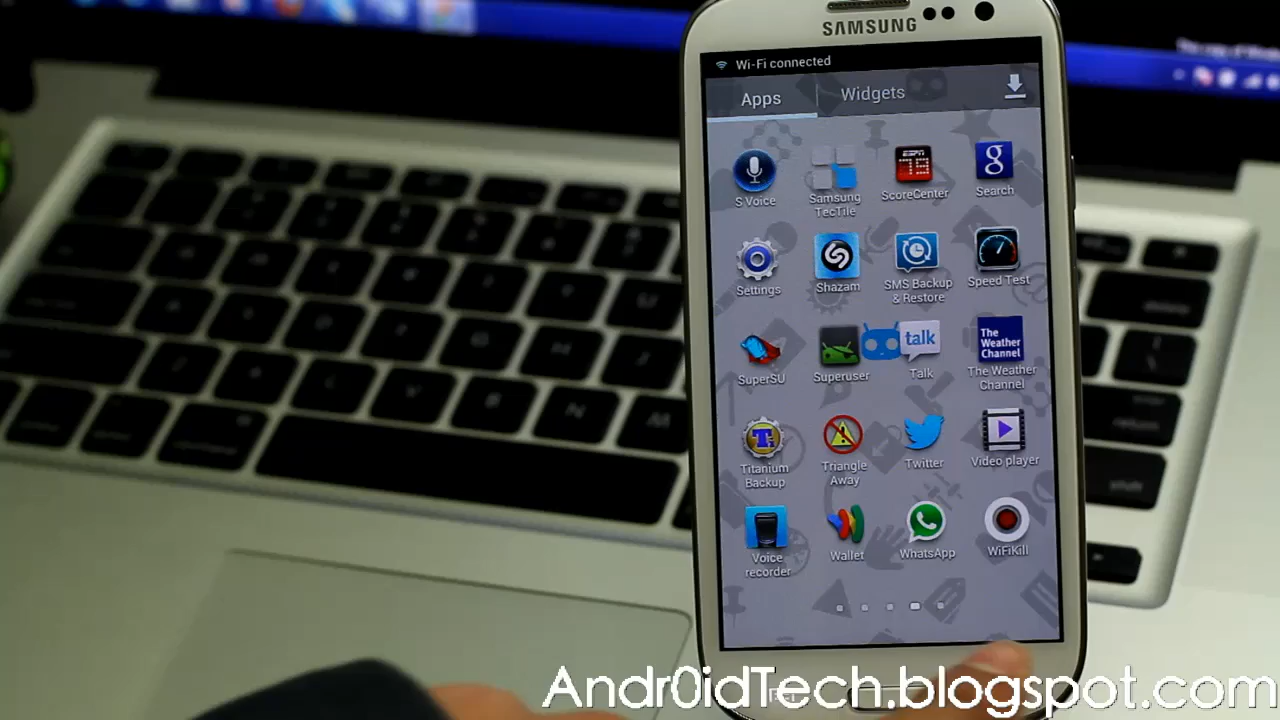 SAMSUNG
Wi-Fi connected
Apps
Widgets
S Voice
Samsung
TecTile
ESPN
ScoreCenter
g
Search
Settings
Shazam
SMS Backup
& Restore
Speed Test
SuperSU
Superuser
talk
Talk
The
Weather
Channel
The Weather
Channel
Titanium
Backup
Triangle
Away
Twitter
Video player
Voice
recorder
Wallet
WhatsApp
WiFiKill
Andr0idTech.blogspot.com